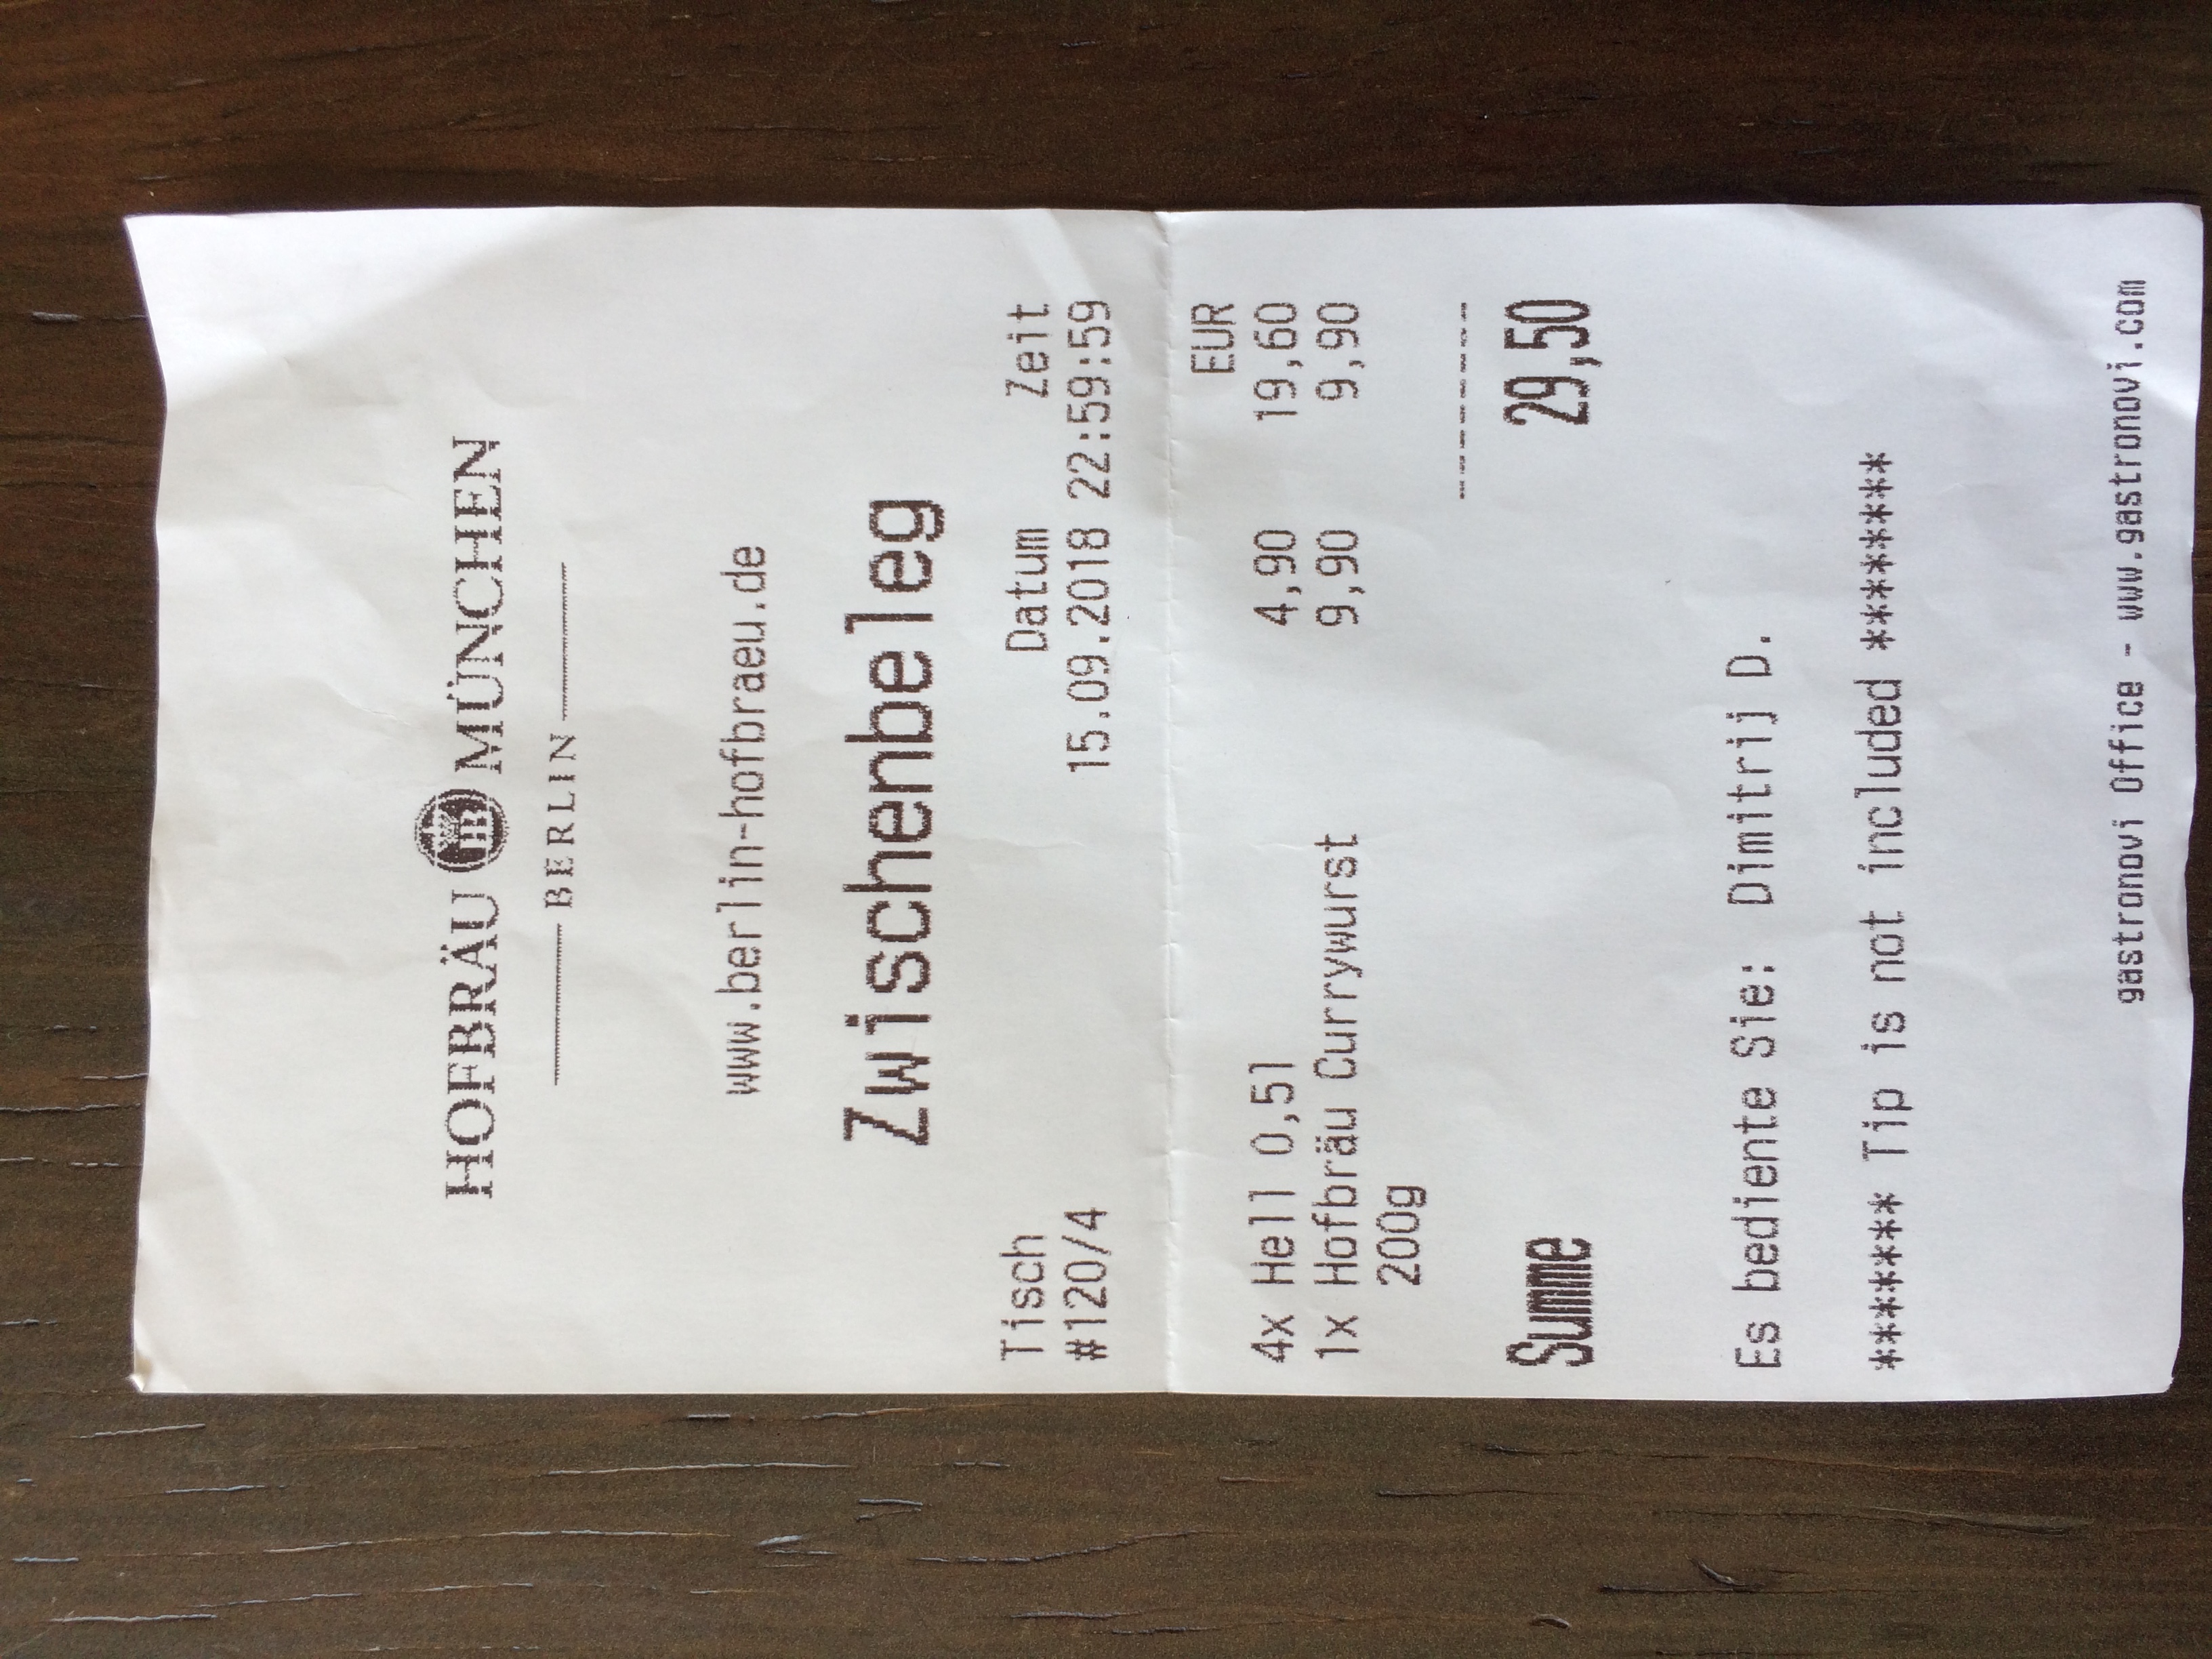 HOFBRÄU MÜNCHEN
BERLIN
www.berlin-hofbraeu.de
Zwischenbeleg
Tisch Datum Zeit
#120/4 15.09.2018 22:59:59
EUR
4x Hell 0,5l 4,90 19,60
1x Hofbräu Currywurst 9,90 9,90
200g
----------
Summe 29,50
Es bediente Sie: Dimitrij D.
******* Tip is not included *******
gastronovi Office - www.gastronovi.com